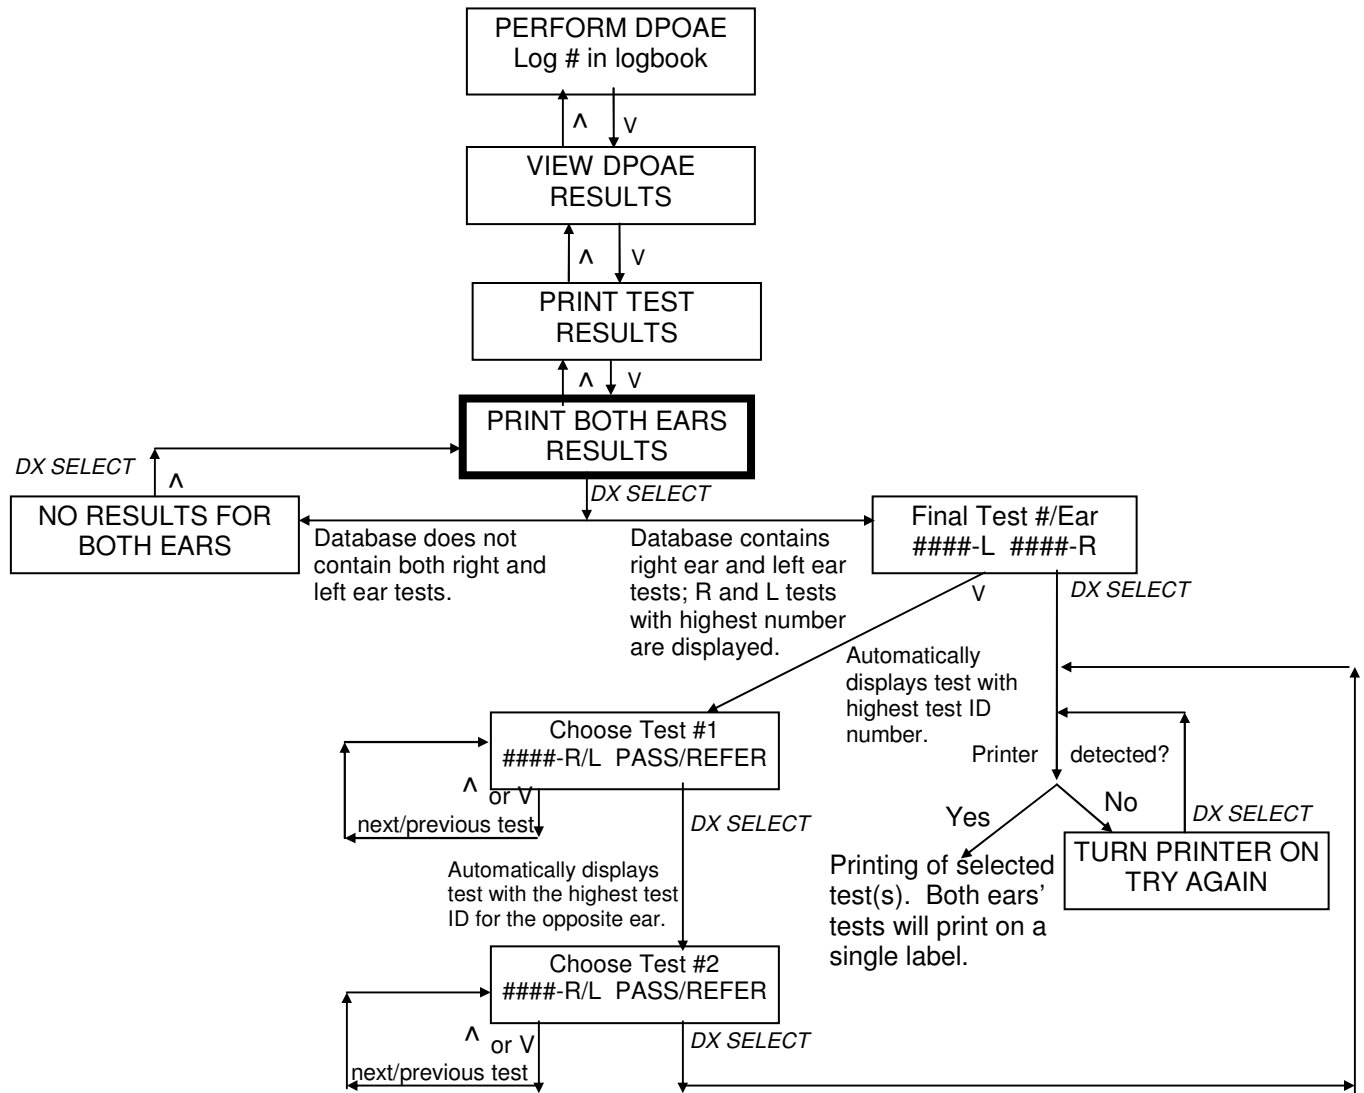 PERFORM DPOAE
Log # in logbook
Λ V
VIEW DPOAE
RESULTS
Λ V
PRINT TEST
RESULTS
Λ V
PRINT BOTH EARS
RESULTS
DX SELECT
Λ
DX SELECT
NO RESULTS FOR
BOTH EARS
Database does not
contain both right and
left ear tests.
Database contains
right ear and left ear
tests; R and L tests
with highest number
are displayed.
Final Test #/Ear
####-L ####-R
V
DX SELECT
Automatically
displays test with
highest test ID
number.
Choose Test #1
####-R/L PASS/REFER
Λ or V
next/previous test
DX SELECT
Printer detected?
Yes
No
DX SELECT
TURN PRINTER ON
TRY AGAIN
Printing of selected
test(s). Both ears’
tests will print on a
single label.
Automatically displays
test with the highest test
ID for the opposite ear.
Choose Test #2
####-R/L PASS/REFER
Λ or V
next/previous test
DX SELECT